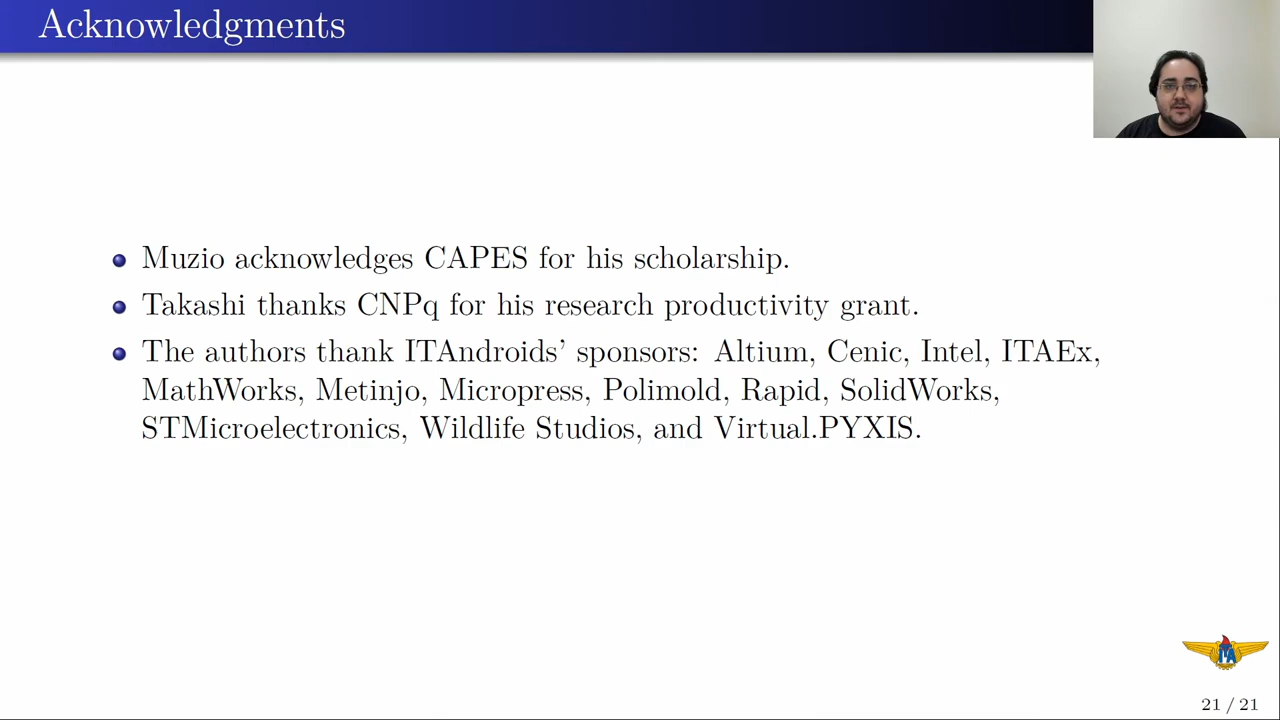 Acknowledgments
Muzio acknowledges CAPES for his scholarship.
Takashi thanks CNPq for his research productivity grant.
The authors thank ITAndroids' sponsors: Altium, Cenic, Intel, ITAEx,
MathWorks, Metinjo, Micropress, Polimold, Rapid, SolidWorks,
STMicroelectronics, Wildlife Studios, and Virtual.PYXIS.
ITA
21 / 21